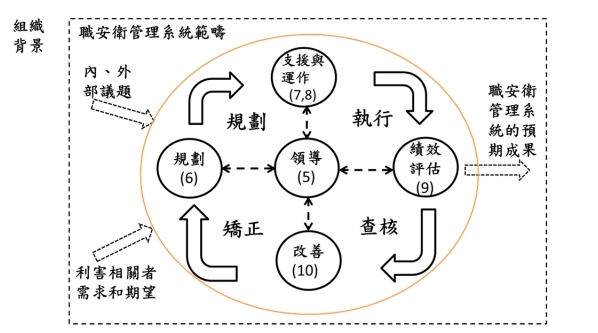 組織
背景
職安衛管理系統範疇
內、外
部議題
支援與
運作
(7,8)
規劃
執行
職安衛
管理系
統的預
期成果
規劃
(6)
領導
(5)
績效
評估
(9)
矯正
查核
改善
(10)
利害相關者
需求和期望